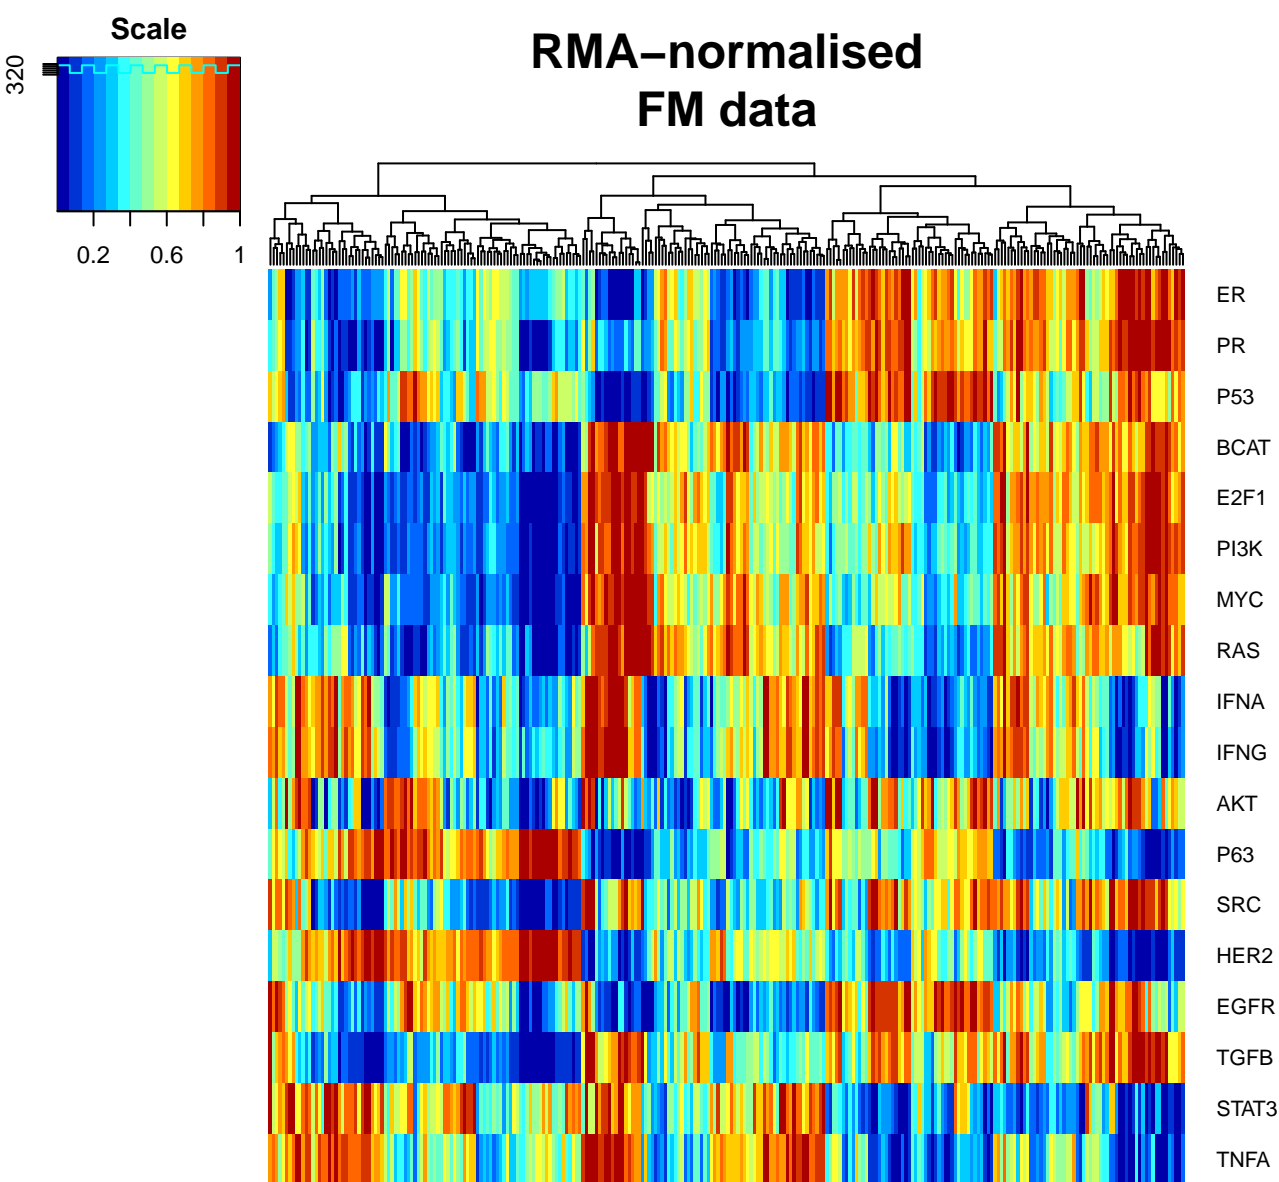 Scale
320
0.2 0.6 1
RMA−normalised
FM data
ER
PR
P53
BCAT
E2F1
PI3K
MYC
RAS
IFNA
IFNG
AKT
P63
SRC
HER2
EGFR
TGFB
STAT3
TNFA